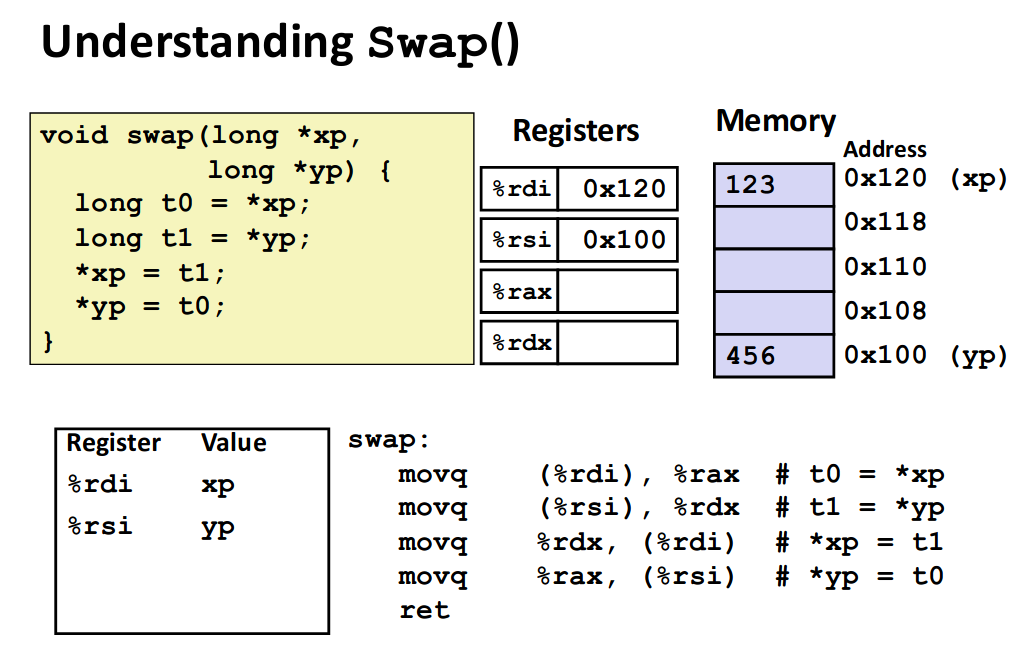 Understanding Swap()
void swap(long *xp,
long *yp) {
long t0 = *xp;
long t1 = *yp;
*xp = t1;
*yp = t0;
}
Registers
%rdi 0x120
%rsi 0x100
%rax
%rdx
Memory
Address
123 0x120 (xp)
0x118
0x110
0x108
456 0x100 (yp)
Register Value
%rdi xp
%rsi yp
swap:
movq (%rdi), %rax # t0 = *xp
movq (%rsi), %rdx # t1 = *yp
movq %rdx, (%rdi) # *xp = t1
movq %rax, (%rsi) # *yp = t0
ret